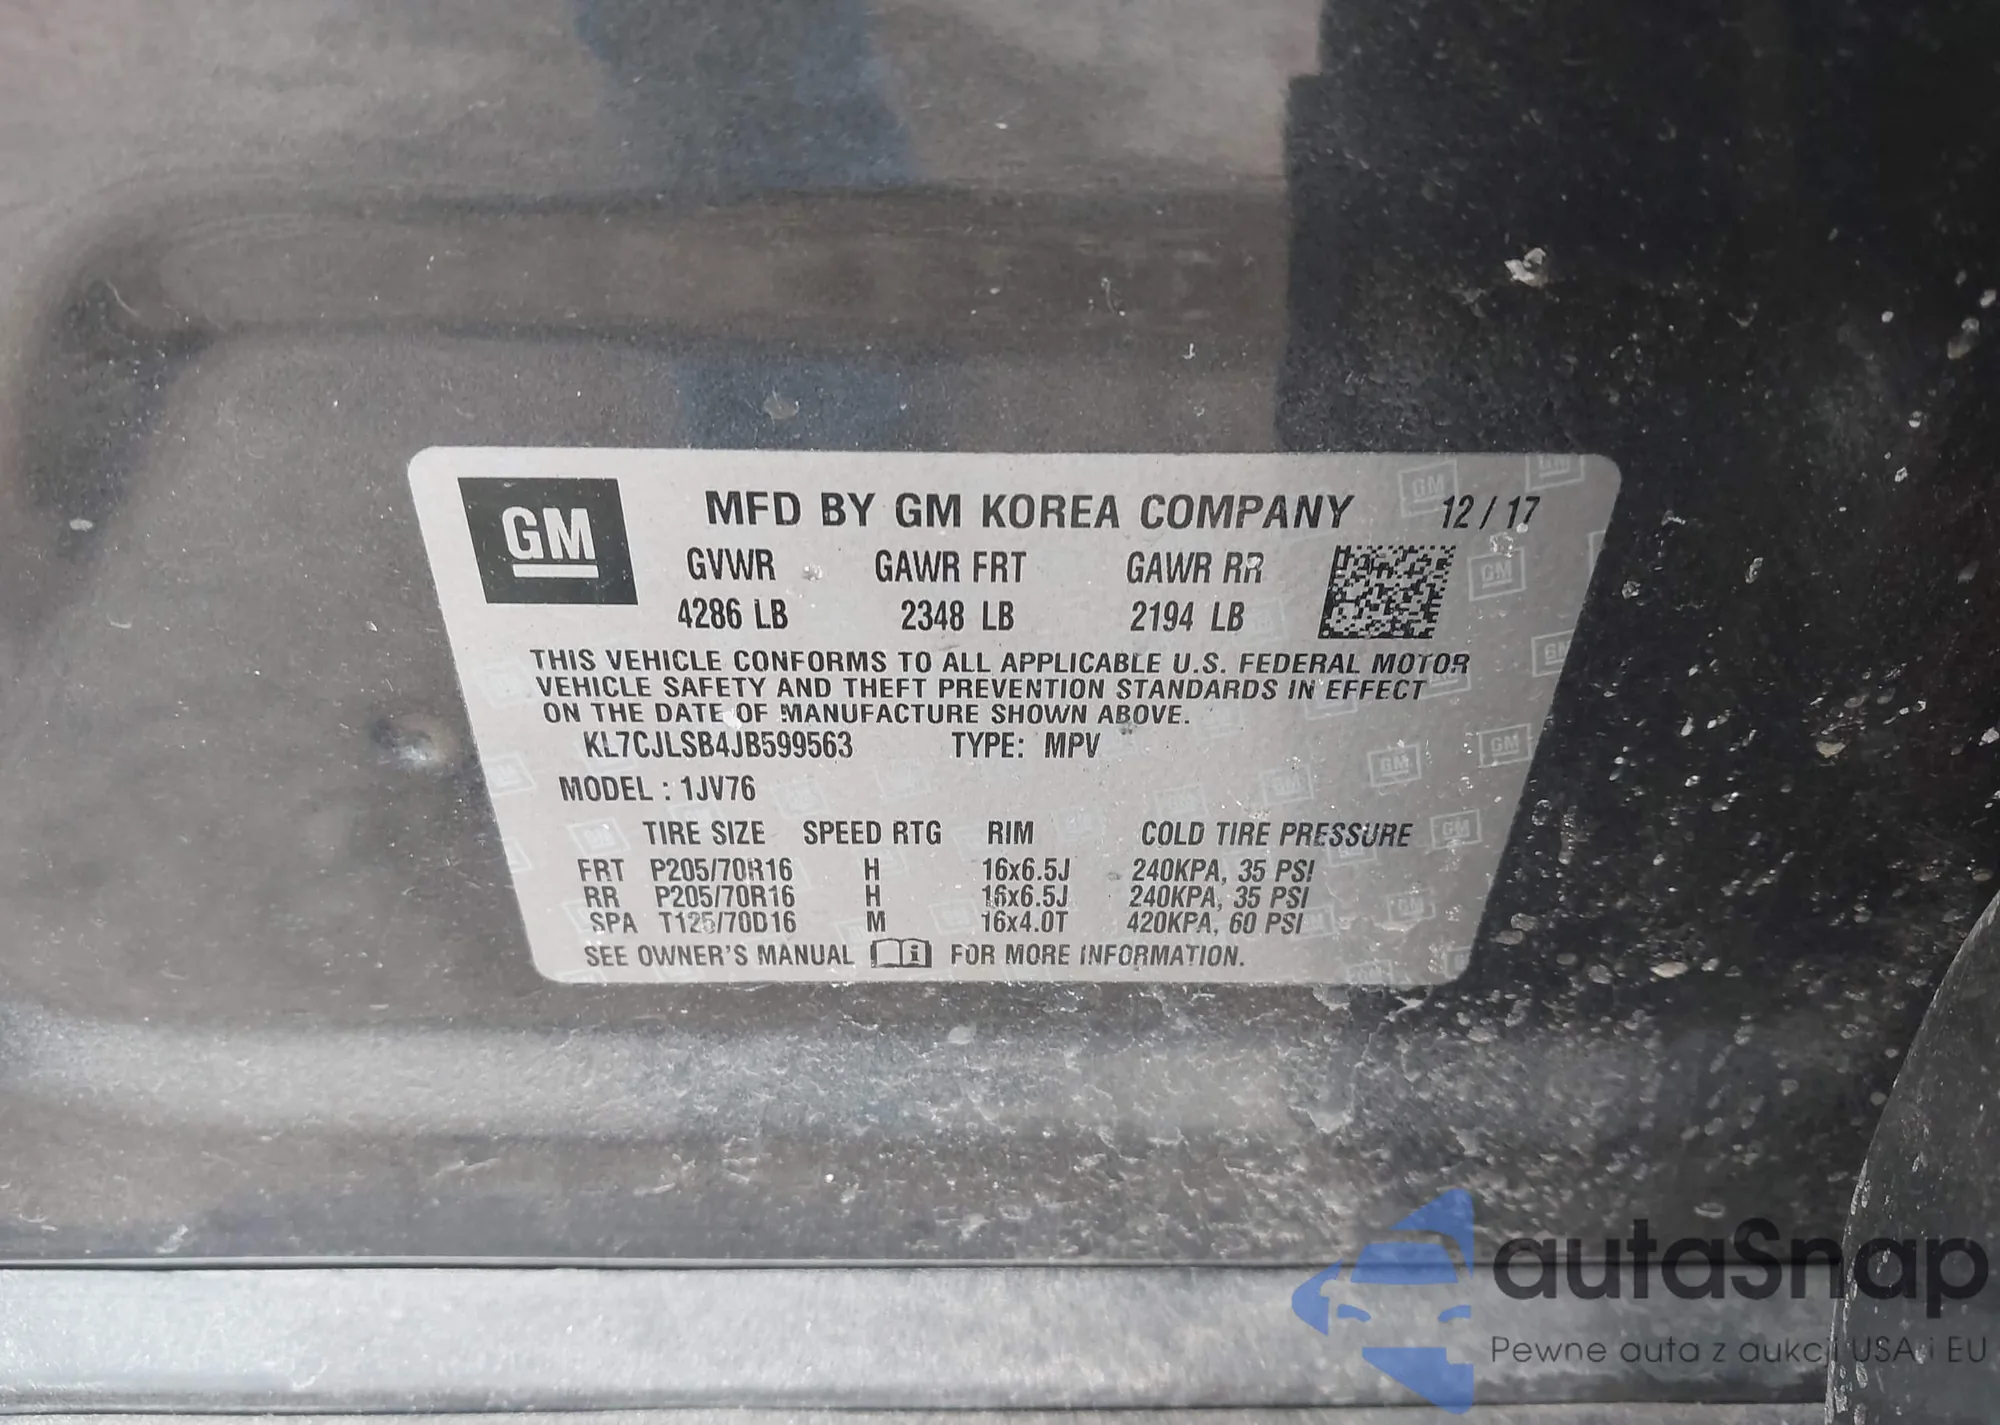 GM
MFD BY GM KOREA COMPANY 12/17
GVWR GAWR FRT GAWR RR
4286 LB 2348 LB 2194 LB
THIS VEHICLE CONFORMS TO ALL APPLICABLE U.S. FEDERAL MOTOR
VEHICLE SAFETY AND THEFT PREVENTION STANDARDS IN EFFECT
ON THE DATE OF MANUFACTURE SHOWN ABOVE.
KL7CJLSB4JB599563 TYPE: MPV
MODEL : 1JV76
TIRE SIZE SPEED RTG RIM COLD TIRE PRESSURE
FRT P205/70R16 H 16x6.5J 240KPA, 35 PSI
RR P205/70R16 H 16x6.5J 240KPA, 35 PSI
SPA T125/70D16 M 16x4.0T 420KPA, 60 PSI
SEE OWNER'S MANUAL FOR MORE INFORMATION.
autaSnap
Pewne auta z aukcji USA i EU